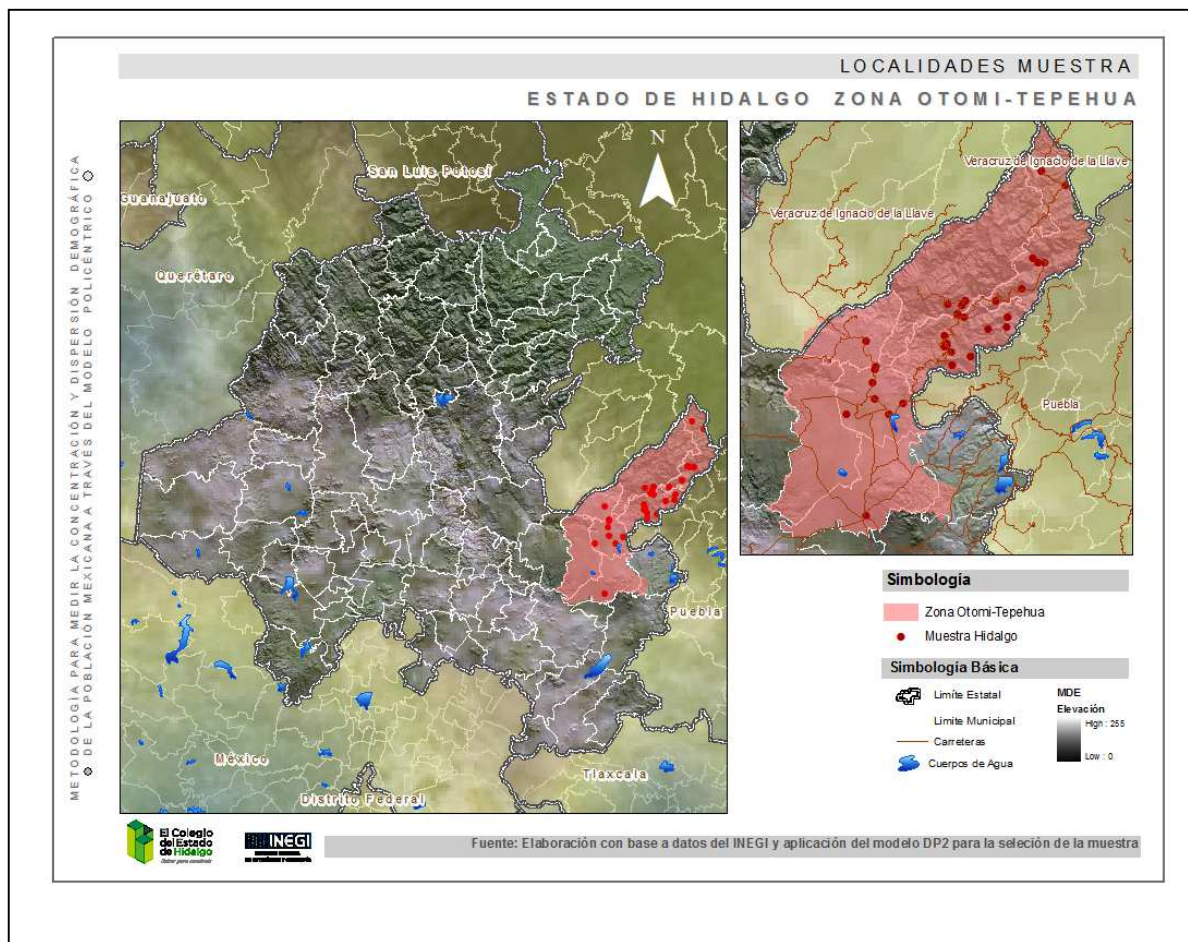 LOCALIDADES MUESTRA
ESTADO DE HIDALGO ZONA OTOMI-TEPEHUA
METODOLOGÍA PARA MEDIR LA CONCENTRACIÓN Y DISPERSIÓN DEMOGRÁFICA
DE LA POBLACIÓN MEXICANA A TRAVÉS DEL MODELO POLICÉNTRICO
San Luis Potosí
N
Guanajuato
Querétaro
Puebla
México
Tlaxcala
Distrito Federal
Veracruz de Ignacio de la Llave
Veracruz de Ignacio de la Llave
Puebla
Simbología
Zona Otomi-Tepehua
Muestra Hidalgo
Simbología Básica
Limíte Estatal
Limite Municipal
Carreteras
Cuerpos de Agua
MDE
Elevación
High : 255
Low : 0
El Colegio
del Estado
de Hidalgo
INEGI
Fuente: Elaboración con base a datos del INEGI y aplicación del modelo DP2 para la seleción de la muestra